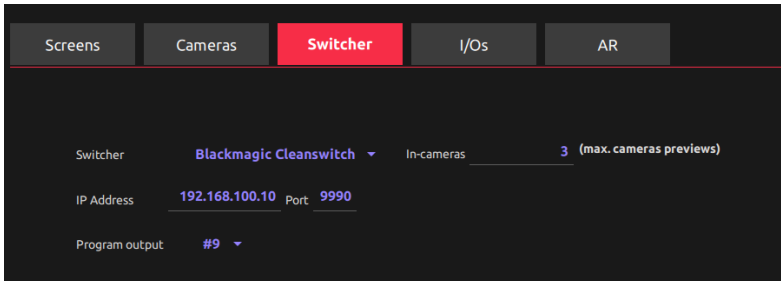 Screens Cameras Switcher I/Os AR
Switcher Blackmagic Cleanswitch In-cameras 3 (max. cameras previews)
IP Address 192.168.100.10 Port 9990
Program output #9